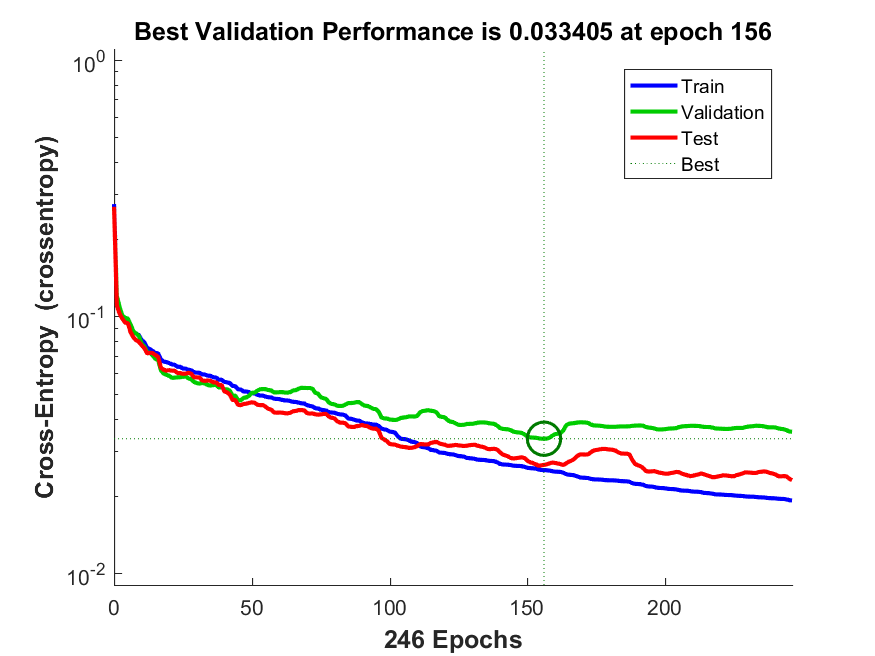 Best Validation Performance is 0.033405 at epoch 156
Cross-Entropy  (crossentropy)
10^0
10^-1
10^-2
Train
Validation
Test
Best
0 50 100 150 200
246 Epochs